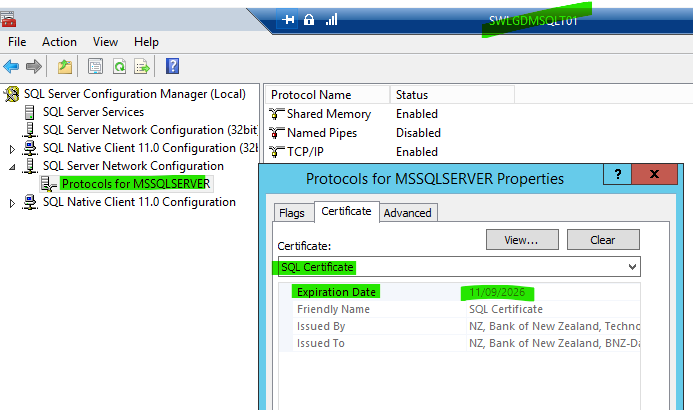 SWLGDMSQLT01
File Action View Help
SQL Server Configuration Manager (Local)
SQL Server Services
SQL Server Network Configuration (32bit
SQL Native Client 11.0 Configuration (32b
SQL Server Network Configuration
Protocols for MSSQLSERVER
SQL Native Client 11.0 Configuration
Protocol Name Status
Shared Memory Enabled
Named Pipes Disabled
TCP/IP Enabled
Protocols for MSSQLSERVER Properties
? x
Flags Certificate Advanced
View... Clear
Certificate:
SQL Certificate
Expiration Date 11/09/2026
Friendly Name SQL Certificate
Issued By NZ, Bank of New Zealand, Techno
Issued To NZ, Bank of New Zealand, BNZ-Da